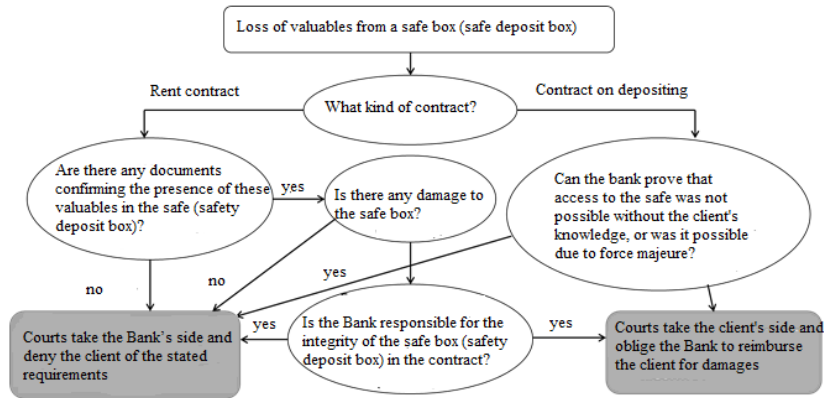 Loss of valuables from a safe box (safe deposit box)
Rent contract
What kind of contract?
Contract on depositing
Are there any documents
confirming the presence of these
valuables in the safe (safety
deposit box)?
yes
Is there any damage to
the safe box?
Can the bank prove that
access to the safe was not
possible without the client's
knowledge, or was it possible
due to force majeure?
no
no
yes
Courts take the Bank’s side and
deny the client of the stated
requirements
yes
Is the Bank responsible for the
integrity of the safe box (safety
deposit box) in the contract?
yes
Courts take the client's side and
oblige the Bank to reimburse
the client for damages